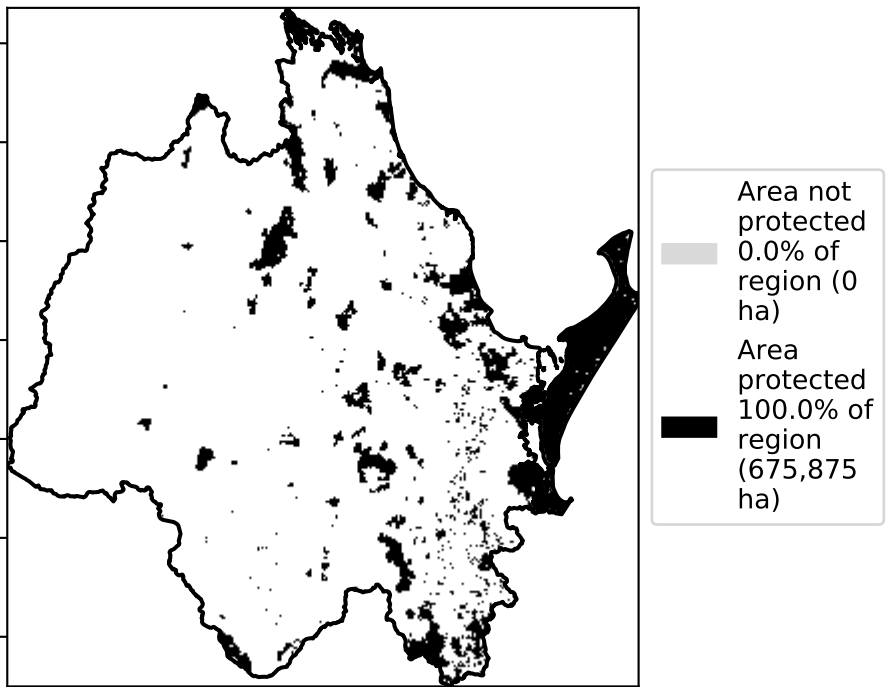 Area not
protected
0.0% of
region (0
ha)
Area
protected
100.0% of
region
(675,875
ha)